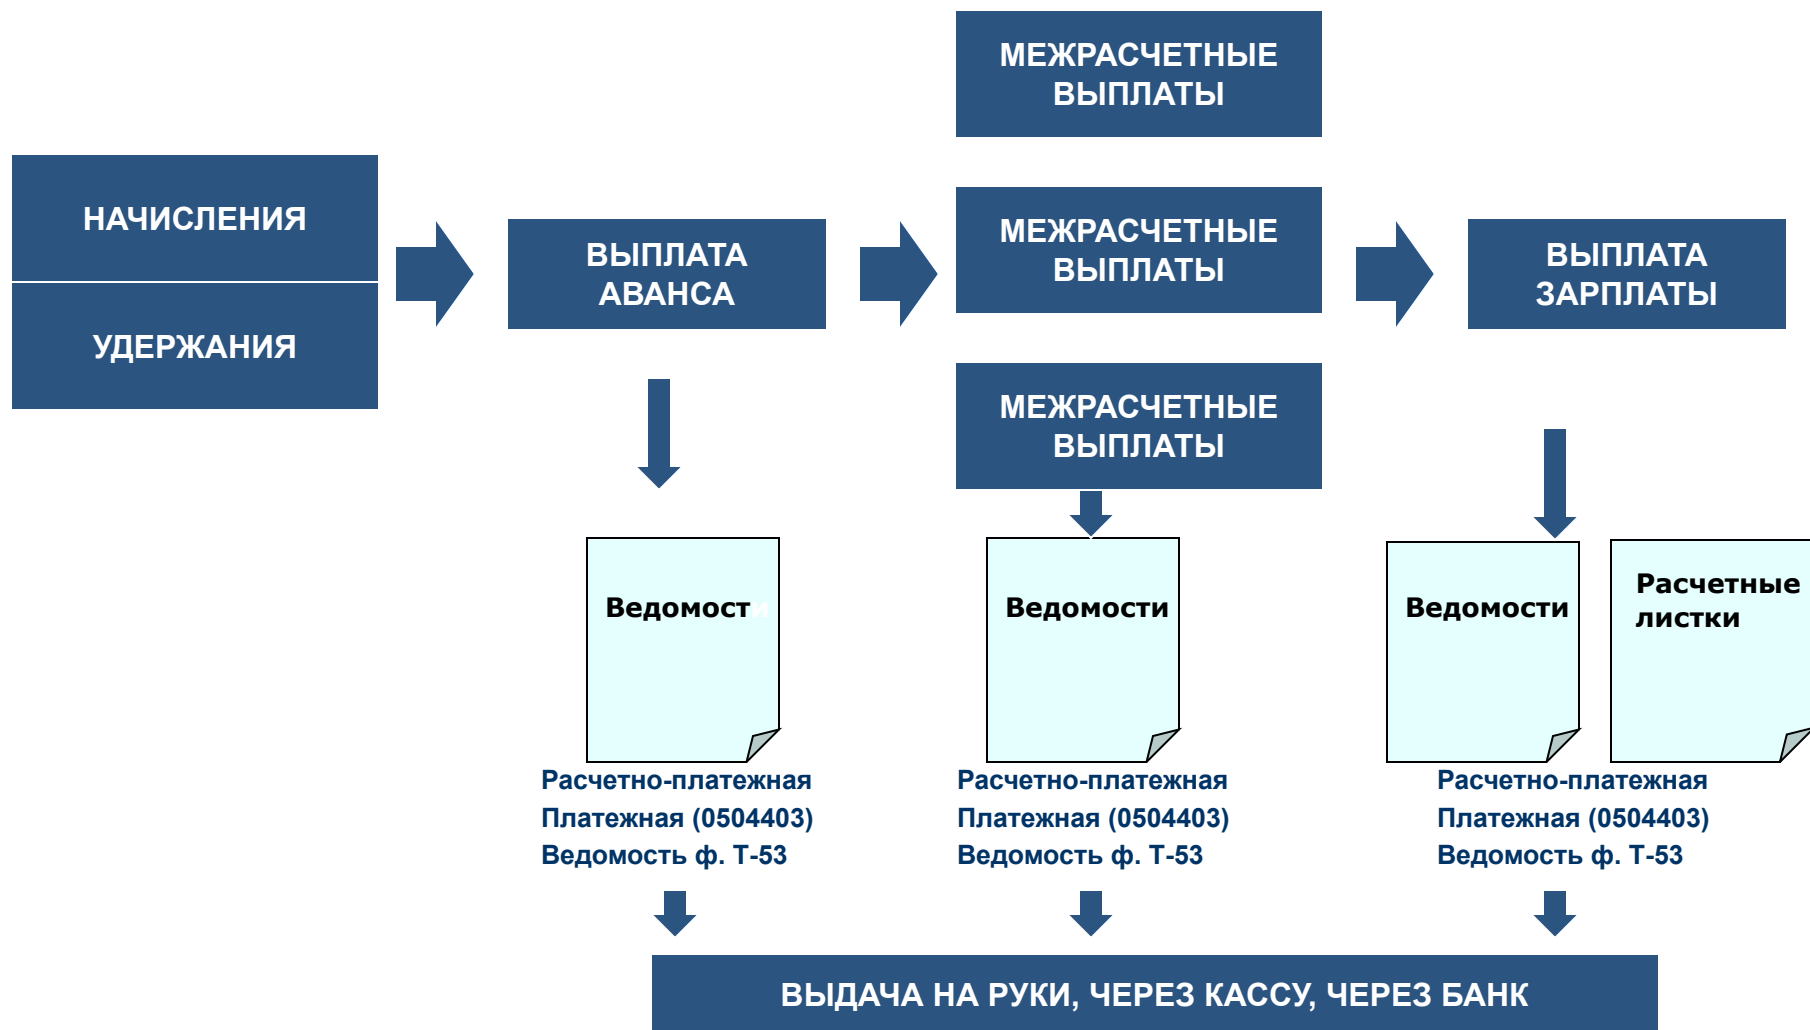 МЕЖРАСЧЕТНЫЕ
ВЫПЛАТЫ
НАЧИСЛЕНИЯ
УДЕРЖАНИЯ
ВЫПЛАТА
АВАНСА
МЕЖРАСЧЕТНЫЕ
ВЫПЛАТЫ
ВЫПЛАТА
ЗАРПЛАТЫ
МЕЖРАСЧЕТНЫЕ
ВЫПЛАТЫ
Ведомости
Ведомости
Ведомости
Расчетные
листки
Расчетно-платежная
Платежная (0504403)
Ведомость ф. Т-53
Расчетно-платежная
Платежная (0504403)
Ведомость ф. Т-53
Расчетно-платежная
Платежная (0504403)
Ведомость ф. Т-53
ВЫДАЧА НА РУКИ, ЧЕРЕЗ КАССУ, ЧЕРЕЗ БАНК